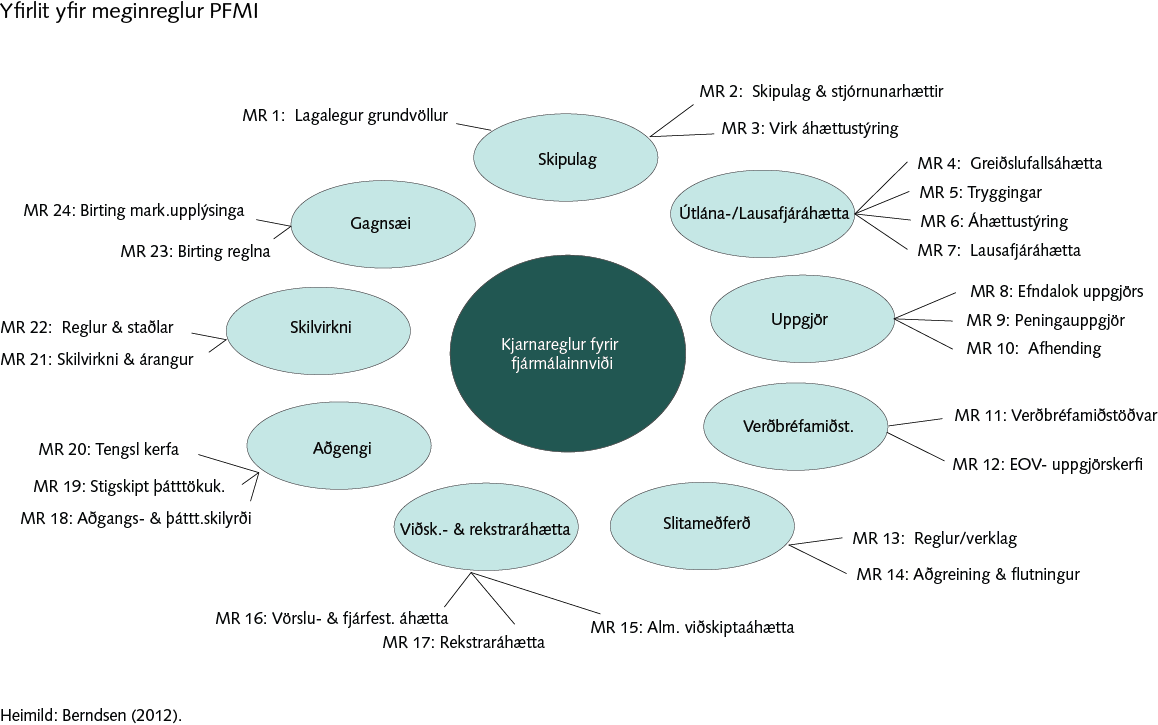 Yfirlit yfir meginreglur PFMI
MR 1: Lagalegur grundvöllur
MR 2: Skipulag & stjórnunarhættir
MR 3: Virk áhættustýring
Skipulag
MR 4: Greiðslufallsáhætta
MR 5: Tryggingar
MR 6: Áhættustýring
MR 7: Lausafjáráhætta
Útlána-/Lausafjáráhætta
MR 24: Birting mark.upplýsinga
MR 23: Birting reglna
Gagnsæi
MR 8: Efndalok uppgjörs
MR 9: Peningauppgjör
MR 10: Afhending
Uppgjör
MR 22: Reglur & staðlar
MR 21: Skilvirkni & árangur
Skilvirkni
Kjarnareglur fyrir
fjármálainnviði
MR 11: Verðbréfamiðstöðvar
MR 12: EOV- uppgjörskerfi
Verðbréfamiðst.
MR 20: Tengsl kerfa
MR 19: Stigskipt þátttökuk.
MR 18: Aðgangs- & þáttt.skilyrði
Aðgengi
Viðsk.- & rekstraráhætta
Slitameðferð
MR 13: Reglur/verklag
MR 14: Aðgreining & flutningur
MR 16: Vörslu- & fjárfest. áhætta
MR 17: Rekstraráhætta
MR 15: Alm. viðskiptaáhætta
Heimild: Berndsen (2012).